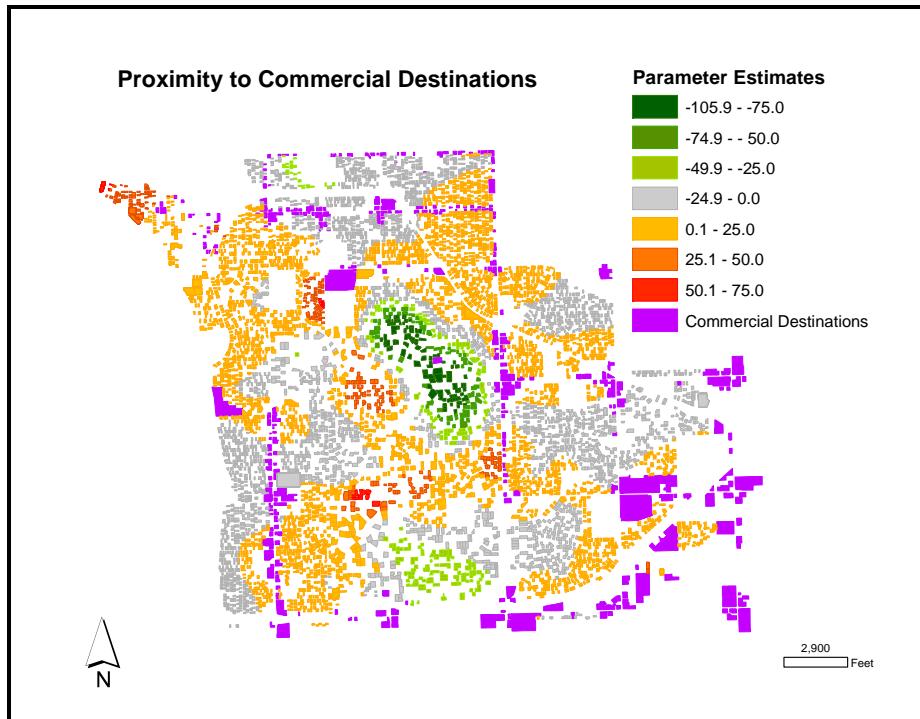 Proximity to Commercial Destinations
Parameter Estimates
-105.9 - -75.0
-74.9 - - 50.0
-49.9 - -25.0
-24.9 - 0.0
0.1 - 25.0
25.1 - 50.0
50.1 - 75.0
Commercial Destinations
N
2,900
Feet